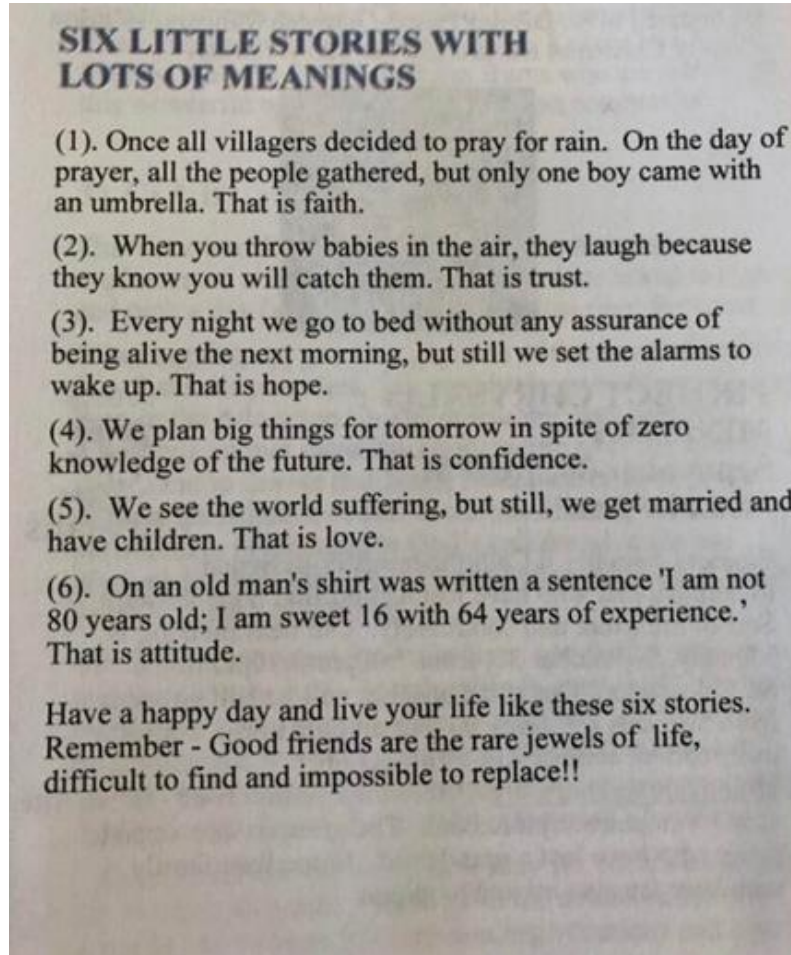 SIX LITTLE STORIES WITH
LOTS OF MEANINGS
(1). Once all villagers decided to pray for rain. On the day of
prayer, all the people gathered, but only one boy came with
an umbrella. That is faith.
(2). When you throw babies in the air, they laugh because
they know you will catch them. That is trust.
(3). Every night we go to bed without any assurance of
being alive the next morning, but still we set the alarms to
wake up. That is hope.
(4). We plan big things for tomorrow in spite of zero
knowledge of the future. That is confidence.
(5). We see the world suffering, but still, we get married and
have children. That is love.
(6). On an old man's shirt was written a sentence 'I am not
80 years old; I am sweet 16 with 64 years of experience.’
That is attitude.
Have a happy day and live your life like these six stories.
Remember - Good friends are the rare jewels of life,
difficult to find and impossible to replace!!